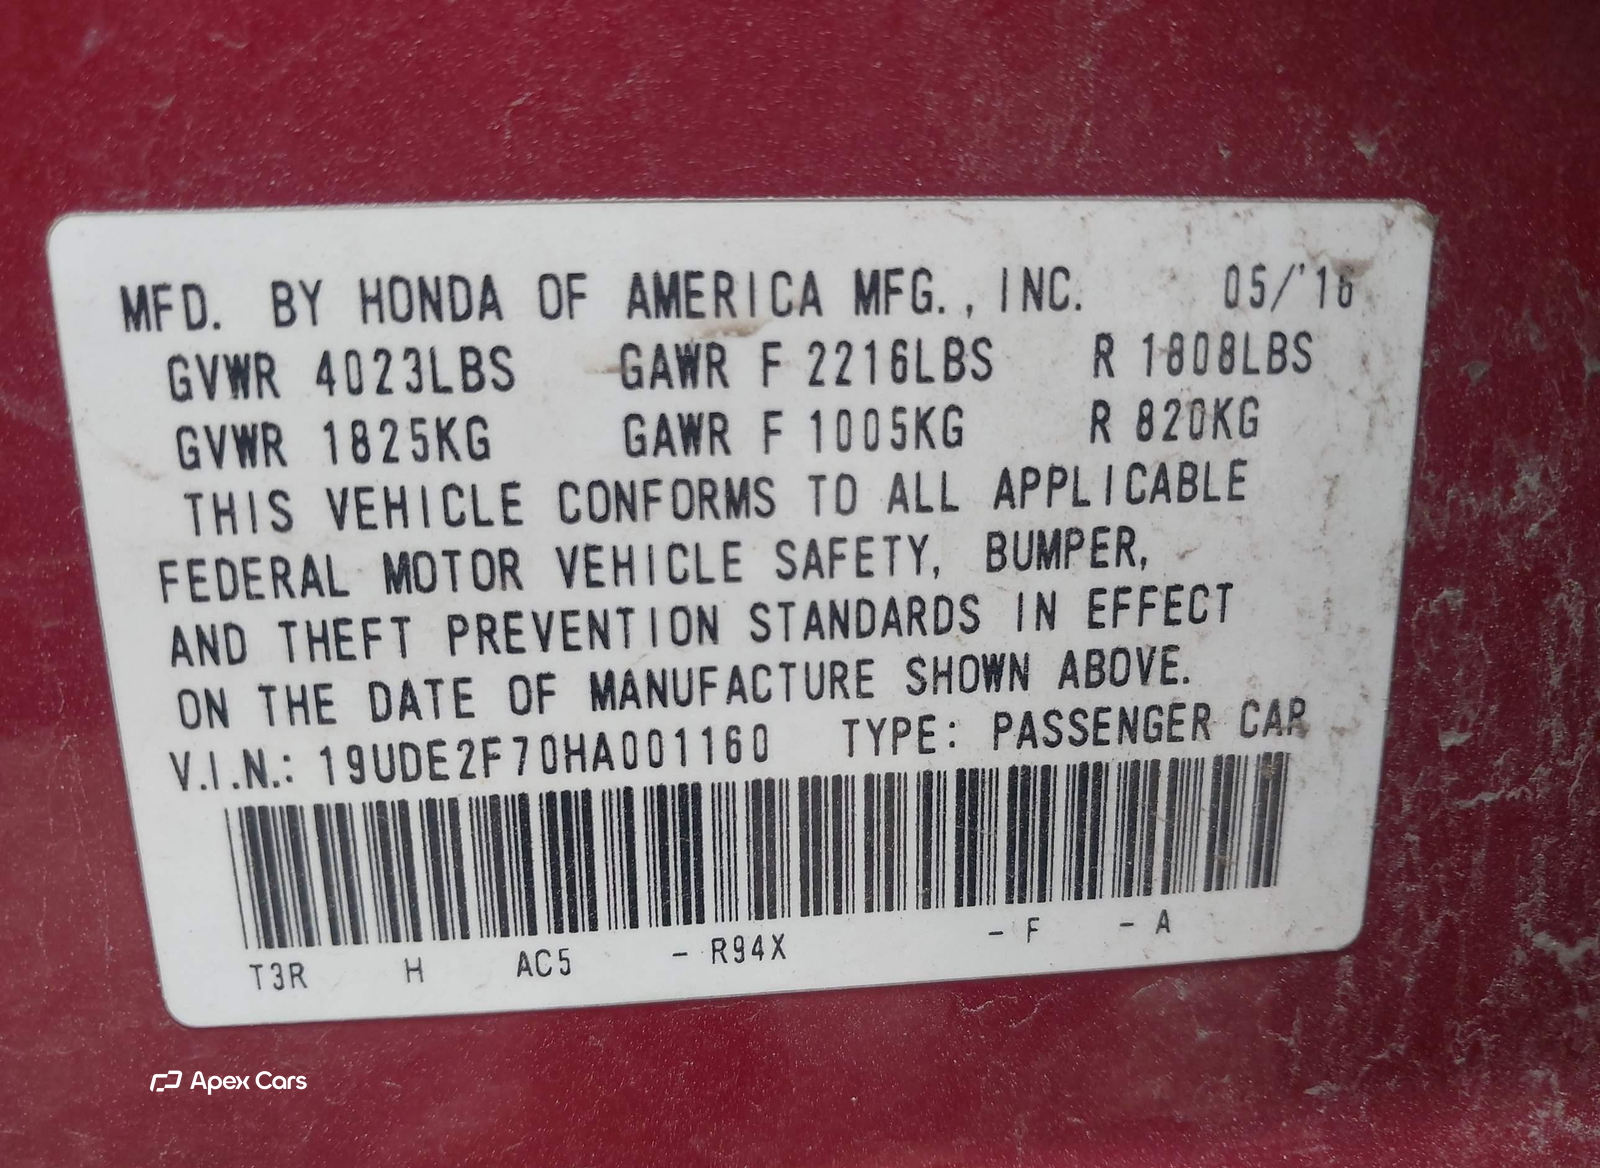 MFD. BY HONDA OF AMERICA MFG., INC. 05/'16
GVWR 4023LBS GAWR F 2216LBS R 1808LBS
GVWR 1825KG GAWR F 1005KG R 820KG
THIS VEHICLE CONFORMS TO ALL APPLICABLE
FEDERAL MOTOR VEHICLE SAFETY, BUMPER,
AND THEFT PREVENTION STANDARDS IN EFFECT
ON THE DATE OF MANUFACTURE SHOWN ABOVE.
V.I.N.: 19UDE2F70HA001160 TYPE: PASSENGER CAR
T3R H AC5 - R94X - F - A
Apex Cars